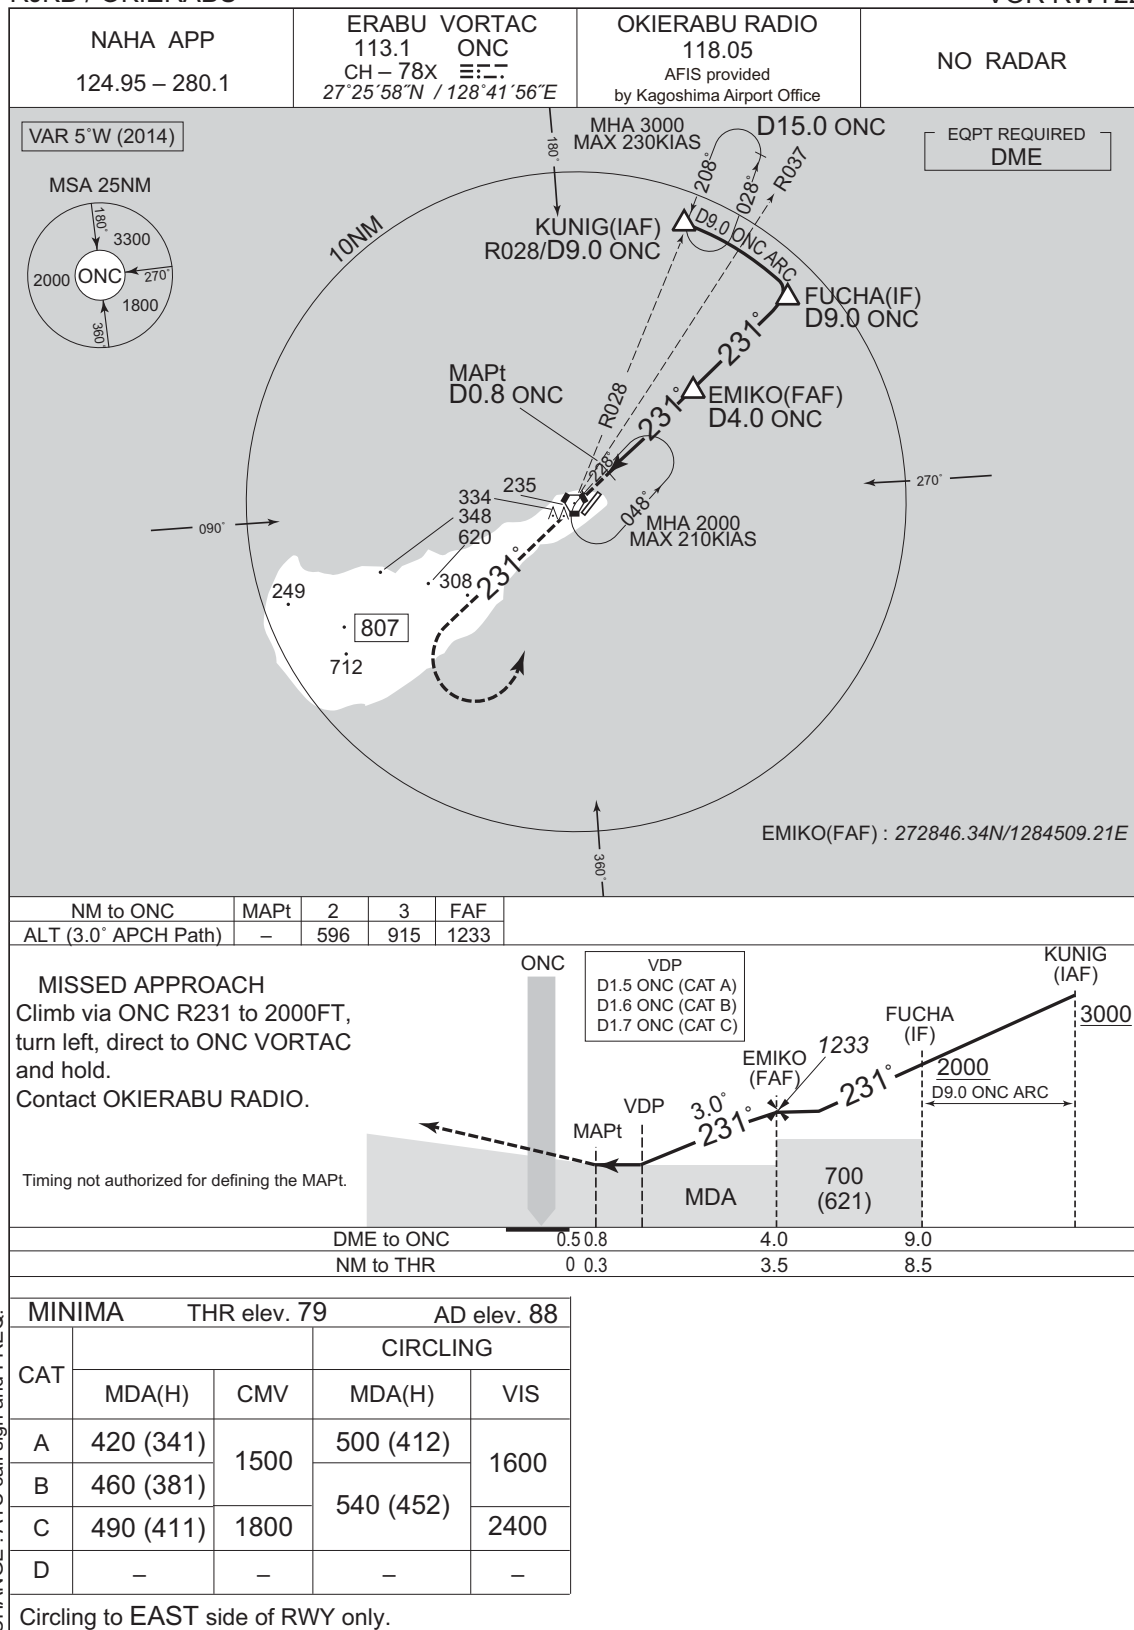 NAHA APP
124.95 – 280.1
ERABU VORTAC
113.1 ONC
CH – 78X
27°25′58″N / 128°41′56″E
OKIERABU RADIO
118.05
AFIS provided
by Kagoshima Airport Office
NO RADAR
VAR 5°W (2014)
MSA 25NM
180°
3300
2000
ONC
270°
1800
360°
180°
MHA 3000
MAX 230KIAS
D15.0 ONC
EQPT REQUIRED
DME
208°
028°
R037
10NM
KUNIG(IAF)
R028/D9.0 ONC
D9.0 ONC ARC
FUCHA(IF)
D9.0 ONC
231°
MAPt
D0.8 ONC
R028
EMIKO(FAF)
D4.0 ONC
231°
228°
048°
MHA 2000
MAX 210KIAS
270°
090°
235
334
348
620
308
231°
249
807
712
EMIKO(FAF) : 272846.34N/1284509.21E
360°
NM to ONC MAPt 2 3 FAF
ALT (3.0° APCH Path) – 596 915 1233
MISSED APPROACH
Climb via ONC R231 to 2000FT,
turn left, direct to ONC VORTAC
and hold.
Contact OKIERABU RADIO.
Timing not authorized for defining the MAPt.
ONC
VDP
D1.5 ONC (CAT A)
D1.6 ONC (CAT B)
D1.7 ONC (CAT C)
KUNIG
(IAF)
3000
FUCHA
(IF)
2000
D9.0 ONC ARC
EMIKO
(FAF)
1233
231°
3.0°
231°
VDP
MAPt
MDA
700
(621)
DME to ONC 0.5 0.8 4.0 9.0
NM to THR 0 0.3 3.5 8.5
MINIMA THR elev. 79 AD elev. 88
CAT
CIRCLING
MDA(H) CMV MDA(H) VIS
A 420 (341) 1500 500 (412) 1600
B 460 (381) 540 (452)
C 490 (411) 1800 2400
D – – – –
Circling to EAST side of RWY only.